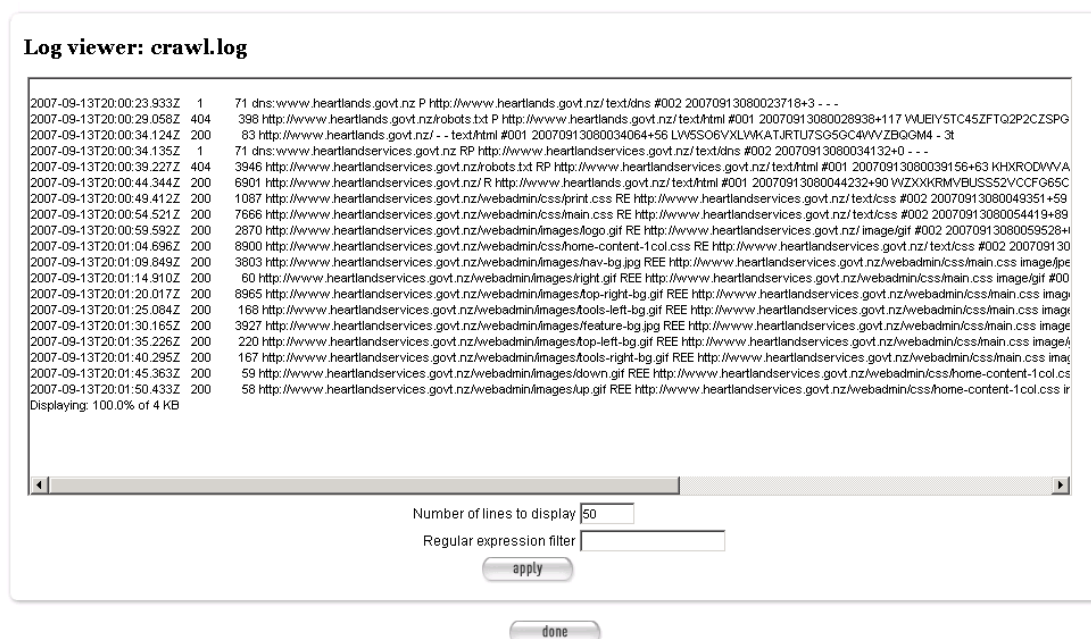 Log viewer: crawl.log
2007-09-13T20:00:23.933Z 1 71 dns:www.heartlands.govt.nz P http://www.heartlands.govt.nz/ text/dns #002 20070913080023718+3 - - -
2007-09-13T20:00:29.058Z 404 398 http://www.heartlands.govt.nz/robots.txt P http://www.heartlands.govt.nz/ text/html #001 20070913080028938+117 WUEIY5TC45ZFTQ2P2CZSPG
2007-09-13T20:00:34.124Z 200 83 http://www.heartlands.govt.nz/ - - text/html #001 20070913080034064+56 LW5SO6VXLWKATJRTU7SG5GC4WVZBQGM4 - 3t
2007-09-13T20:00:34.135Z 1 71 dns:www.heartlandservices.govt.nz RP http://www.heartlands.govt.nz/ text/dns #002 20070913080034132+0 - - -
2007-09-13T20:00:39.227Z 404 3946 http://www.heartlandservices.govt.nz/robots.txt RP http://www.heartlands.govt.nz/ text/html #001 20070913080039156+63 KHXRODWVA
2007-09-13T20:00:44.344Z 200 6901 http://www.heartlandservices.govt.nz/ R http://www.heartlands.govt.nz/ text/html #001 20070913080044232+90 WZXXKRMVBUSS52VCCFG65C
2007-09-13T20:00:49.412Z 200 1087 http://www.heartlandservices.govt.nz/webadmin/css/print.css RE http://www.heartlandservices.govt.nz/ text/css #002 20070913080049351+59
2007-09-13T20:00:54.521Z 200 7666 http://www.heartlandservices.govt.nz/webadmin/css/main.css RE http://www.heartlandservices.govt.nz/ text/css #002 20070913080054419+89
2007-09-13T20:00:59.592Z 200 2870 http://www.heartlandservices.govt.nz/webadmin/images/logo.gif RE http://www.heartlandservices.govt.nz/ image/gif #002
2007-09-13T20:01:04.696Z 200 8900 http://www.heartlandservices.govt.nz/webadmin/css/home-content-1col.css RE http://www.heartlandservices.govt.nz/ text/css #002 200709130
2007-09-13T20:01:09.849Z 200 3803 http://www.heartlandservices.govt.nz/webadmin/images/nav-bg.jpg REE http://www.heartlandservices.govt.nz/webadmin/css/main.css image/jpe
2007-09-13T20:01:14.910Z 200 60 http://www.heartlandservices.govt.nz/webadmin/images/right.gif REE http://www.heartlandservices.govt.nz/webadmin/css/main.css image/gif #00
2007-09-13T20:01:20.017Z 200 8965 http://www.heartlandservices.govt.nz/webadmin/images/top-right-bg.gif REE http://www.heartlandservices.govt.nz/webadmin/css/main.css image
2007-09-13T20:01:25.084Z 200 168 http://www.heartlandservices.govt.nz/webadmin/images/tools-left-bg.gif REE http://www.heartlandservices.govt.nz/webadmin/css/main.css image
2007-09-13T20:01:30.165Z 200 3927 http://www.heartlandservices.govt.nz/webadmin/images/feature-bg.jpg REE http://www.heartlandservices.govt.nz/webadmin/css/main.css image
2007-09-13T20:01:35.226Z 200 220 http://www.heartlandservices.govt.nz/webadmin/images/top-left-bg.gif REE http://www.heartlandservices.govt.nz/webadmin/css/main.css image/
2007-09-13T20:01:40.295Z 200 167 http://www.heartlandservices.govt.nz/webadmin/images/tools-right-bg.gif REE http://www.heartlandservices.govt.nz/webadmin/css/main.css imag
2007-09-13T20:01:45.363Z 200 59 http://www.heartlandservices.govt.nz/webadmin/images/down.gif REE http://www.heartlandservices.govt.nz/webadmin/css/home-content-1col.cs
2007-09-13T20:01:50.433Z 200 58 http://www.heartlandservices.govt.nz/webadmin/images/up.gif REE http://www.heartlandservices.govt.nz/webadmin/css/home-content-1col.css
Displaying: 100.0% of 4 KB
Number of lines to display 50
Regular expression filter
apply
done